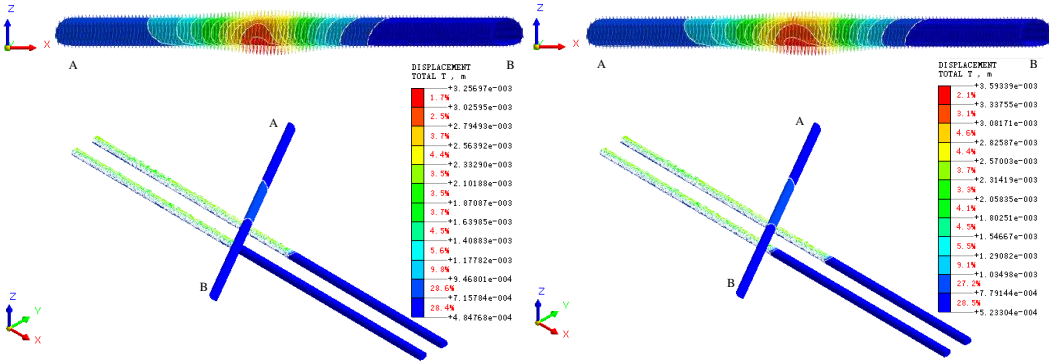 Z
X
A
B
DISPLACEMENT
TOTAL T , m
+3.25697e-003
1.7%
+3.02595e-003
2.5%
+2.79493e-003
3.7%
+2.56392e-003
4.4%
+2.33290e-003
3.5%
+2.10188e-003
3.5%
+1.87087e-003
3.7%
+1.63985e-003
4.5%
+1.40883e-003
5.6%
+1.17782e-003
9.8%
+9.46801e-004
28.6%
+7.15784e-004
28.4%
+4.84768e-004
A
B
Z
Y
X
Z
X
A
B
DISPLACEMENT
TOTAL T , m
+3.59339e-003
2.1%
+3.33755e-003
3.1%
+3.08171e-003
4.6%
+2.82587e-003
4.4%
+2.57003e-003
3.7%
+2.31419e-003
3.3%
+2.05835e-003
4.1%
+1.80251e-003
4.5%
+1.54667e-003
5.5%
+1.29082e-003
9.1%
+1.03498e-003
27.2%
+7.79144e-004
28.5%
+5.23304e-004
A
B
Z
Y
X